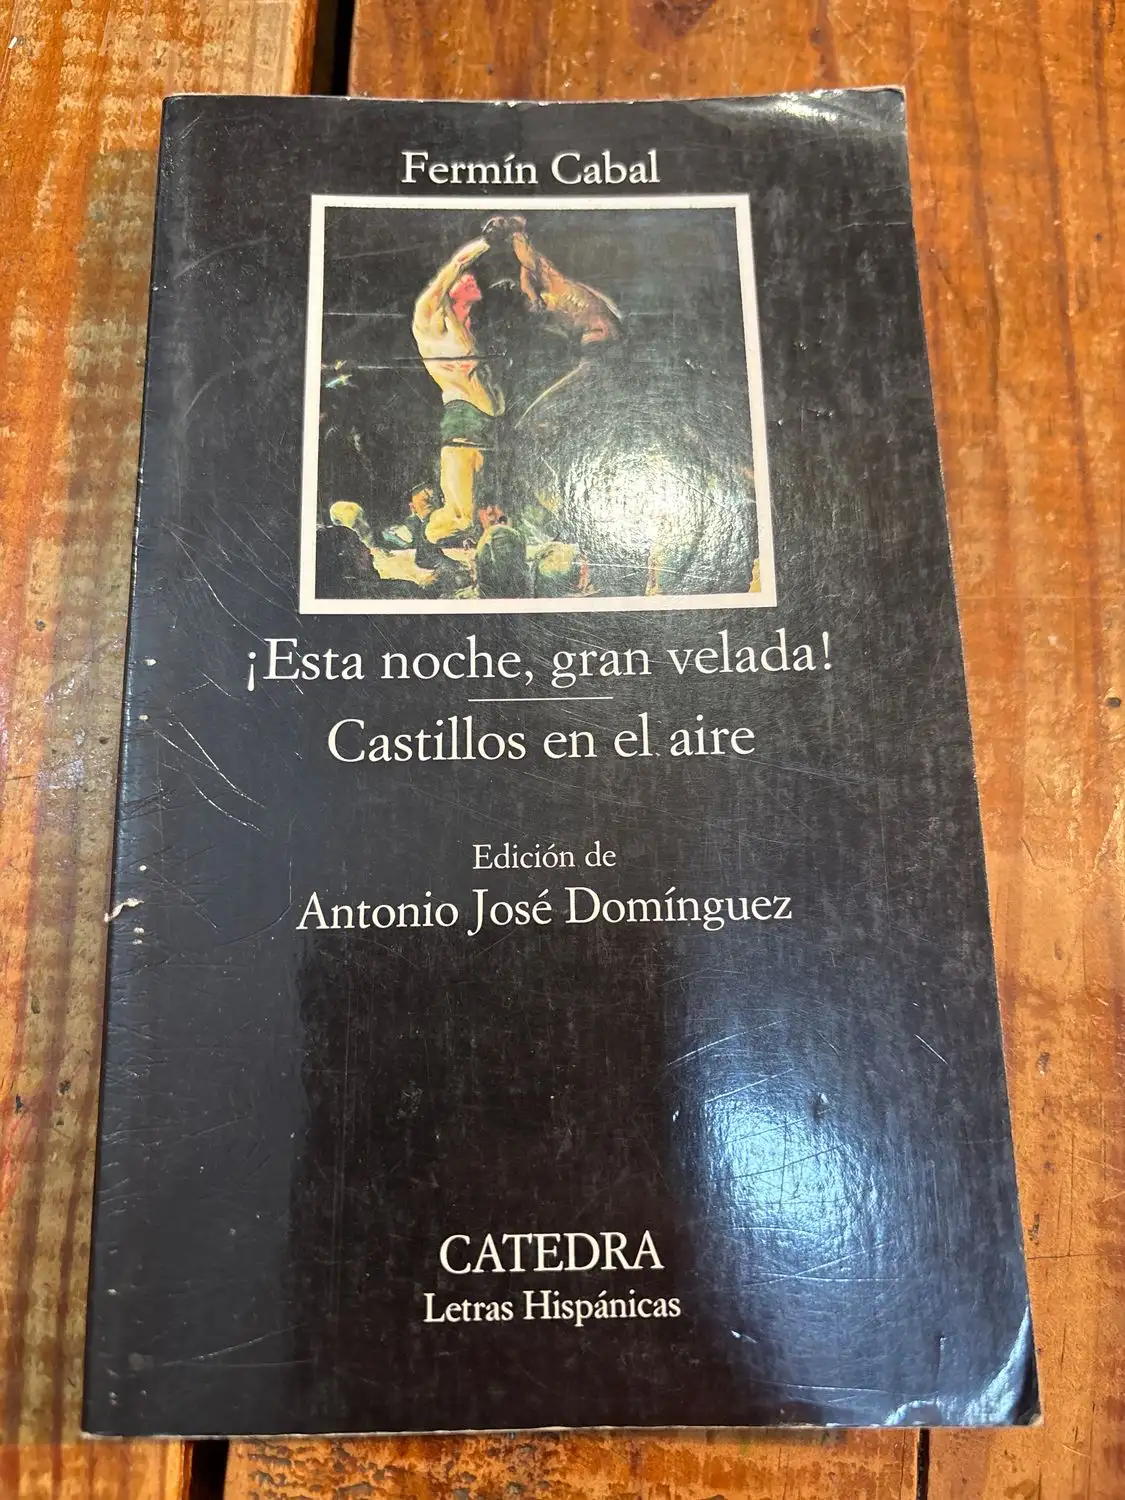 Fermín Cabal
¡Esta noche, gran velada!
Castillos en el aire
Edición de
Antonio José Domínguez
CATEDRA
Letras Hispánicas